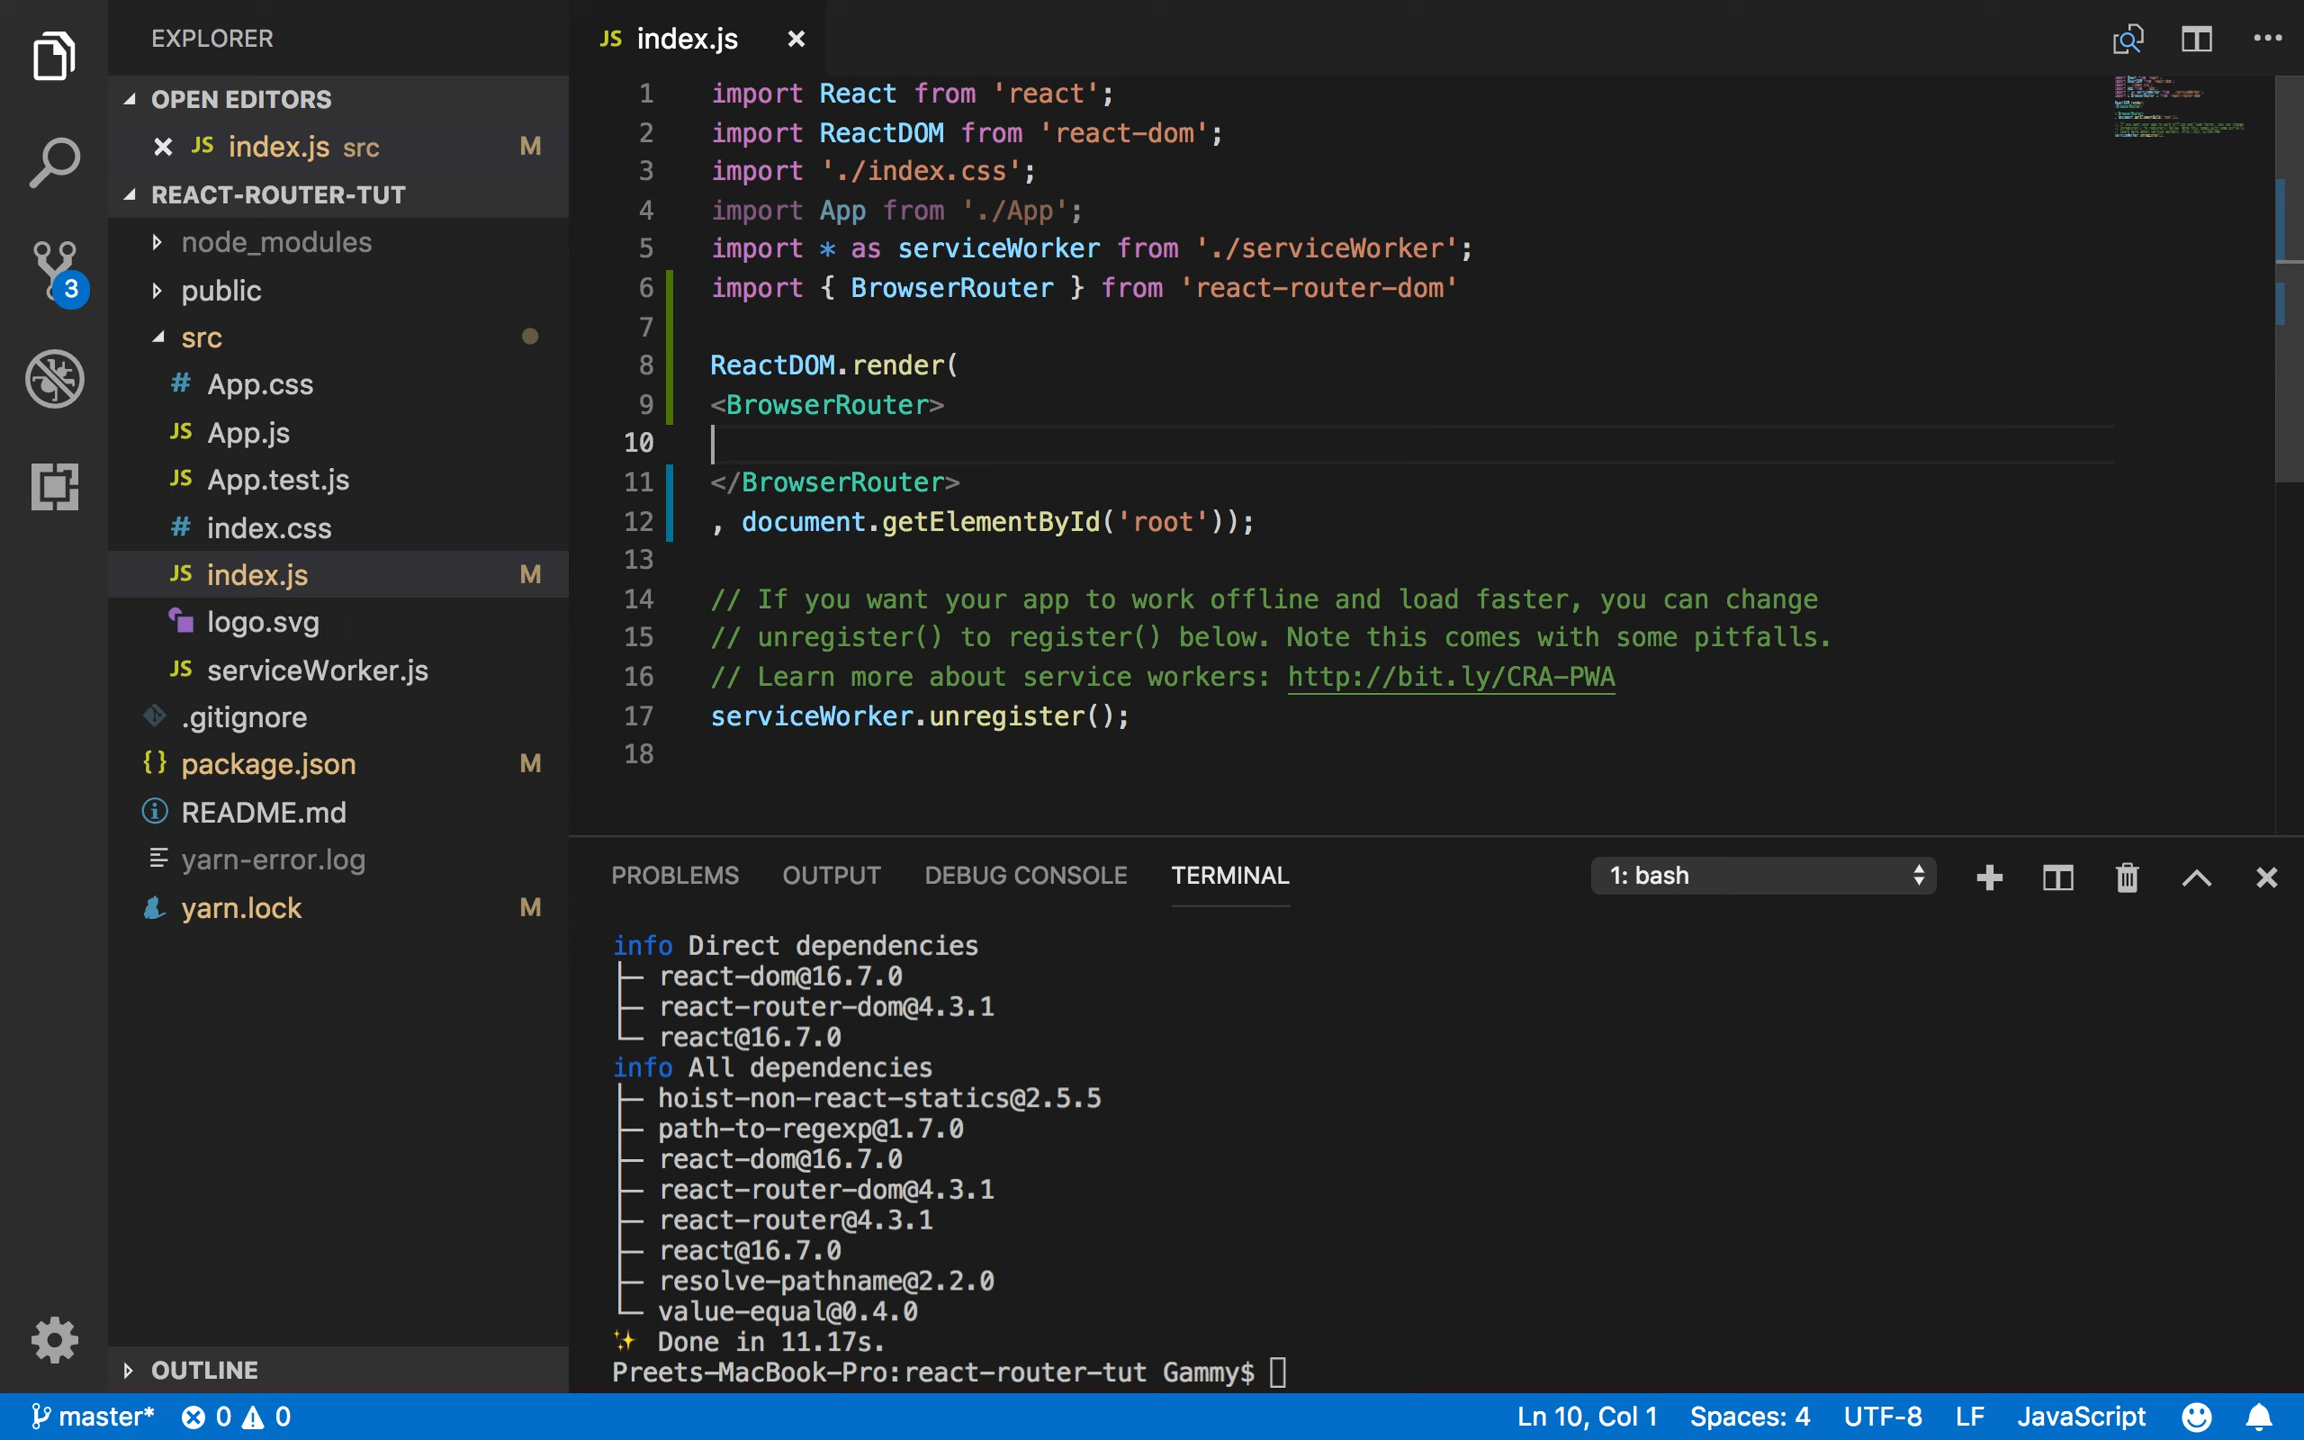 EXPLORER
OPEN EDITORS
JS index.js src M
REACT-ROUTER-TUT
node_modules
public
src
# App.css
JS App.js
JS App.test.js
# index.css
JS index.js M
logo.svg
JS serviceWorker.js
.gitignore
{} package.json M
README.md
yarn-error.log
yarn.lock M
OUTLINE
3
JS index.js
1 import React from 'react';
2 import ReactDOM from 'react-dom';
3 import './index.css';
4 import App from './App';
5 import * as serviceWorker from './serviceWorker';
6 import { BrowserRouter } from 'react-router-dom'
7
8 ReactDOM.render(
9 <BrowserRouter>
10
11 </BrowserRouter>
12 , document.getElementById('root'));
13
14 // If you want your app to work offline and load faster, you can change
15 // unregister() to register() below. Note this comes with some pitfalls.
16 // Learn more about service workers: http://bit.ly/CRA-PWA
17 serviceWorker.unregister();
18
PROBLEMS OUTPUT DEBUG CONSOLE TERMINAL 1: bash
info Direct dependencies
├─ react-dom@16.7.0
├─ react-router-dom@4.3.1
└─ react@16.7.0
info All dependencies
├─ hoist-non-react-statics@2.5.5
├─ path-to-regexp@1.7.0
├─ react-dom@16.7.0
├─ react-router-dom@4.3.1
├─ react-router@4.3.1
├─ react@16.7.0
├─ resolve-pathname@2.2.0
└─ value-equal@0.4.0
✨ Done in 11.17s.
Preets-MacBook-Pro:react-router-tut Gammy$
master* 0 0 Ln 10, Col 1 Spaces: 4 UTF-8 LF JavaScript